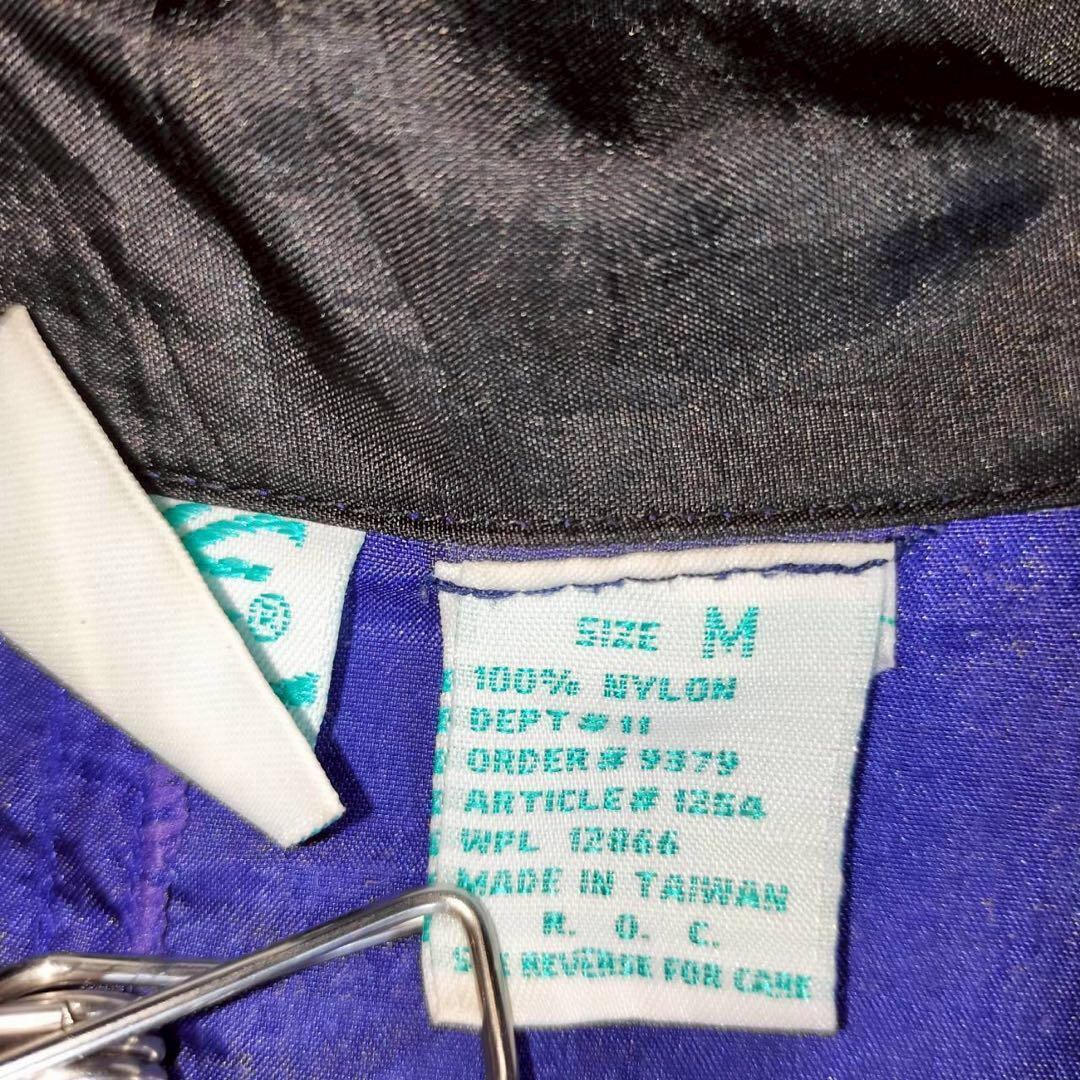 ®
SIZE M
100% NYLON
DEPT # 11
ORDER # 9379
ARTICLE # 1254
WPL 12866
MADE IN TAIWAN
R. O. C.
SEE REVERSE FOR CARE